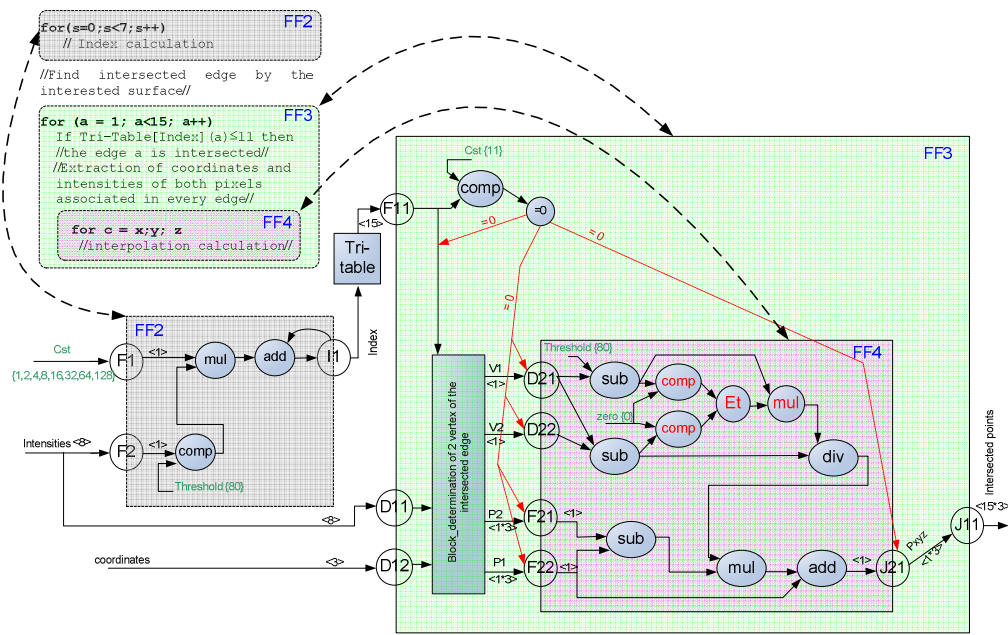 FF2
for(s=0;s<7;s++)
// Index calculation
//Find intersected edge by the
interested surface//
FF3
for (a = 1; a<15; a++)
If Tri-Table[Index](a)≤11 then
//the edge a is intersected//
//Extraction of coordinates and
intensities of both pixels
associated in every edge//
FF4
for c = x;y; z
//interpolation calculation//
FF3
Cst {11}
comp
F11
<15>
=0
=0
=0
=0
Tri-
table
Index
FF2
Cst
{1,2,4,8,16,32,64,128}
F1
<1>
mul
add
I1
Intensities <8>
F2
<1>
comp
Threshold {80}
<8>
D11
coordinates
<3>
D12
Block_determination of 2 vertex of the
intersected edge
V1
<1>
V2
<1>
P2
<1*3>
P1
<1*3>
D21
D22
F21
F22
FF4
Threshold {80}
sub
comp
zero {0}
comp
Et
mul
sub
div
<1>
sub
<1>
mul
add
<1>
J21
Pxyz
<1*3>
J11
<15*3>
Intersected points